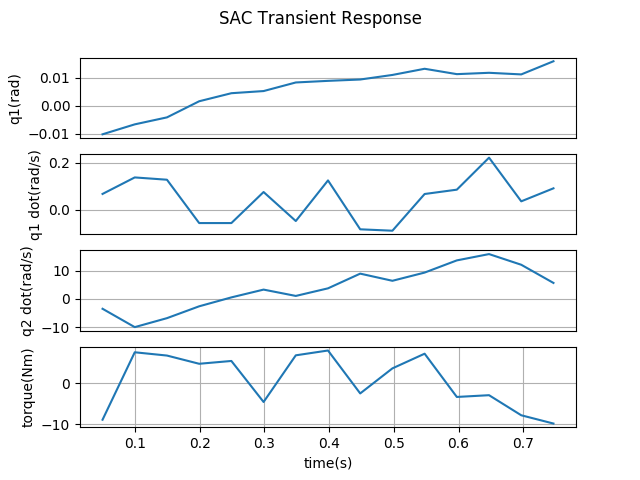 SAC Transient Response
0.01
0.00
−0.01
q1(rad)
0.2
0.0
q1 dot(rad/s)
10
0
−10
q2 dot(rad/s)
0
−10
torque(Nm)
0.1 0.2 0.3 0.4 0.5 0.6 0.7
time(s)